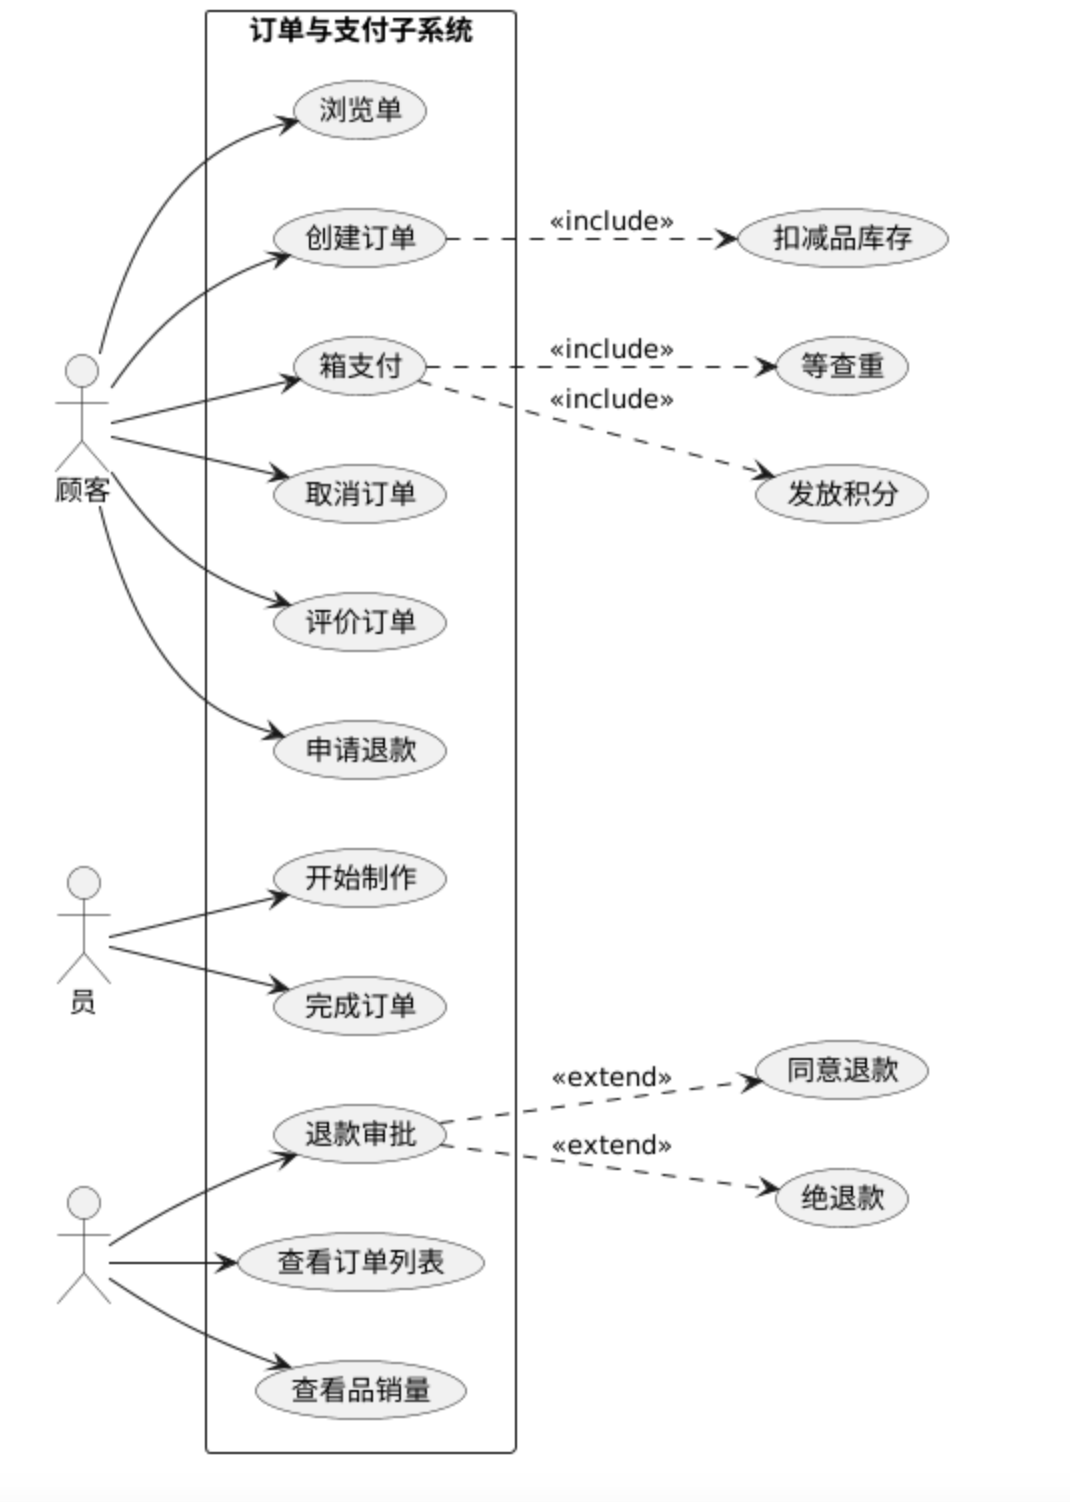 订单与支付子系统
浏览单
创建订单
«include»
扣减品库存
箱支付
«include»
等查重
«include»
发放积分
取消订单
顾客
评价订单
申请退款
开始制作
员
完成订单
退款审批
«extend»
同意退款
«extend»
绝退款
查看订单列表
查看品销量